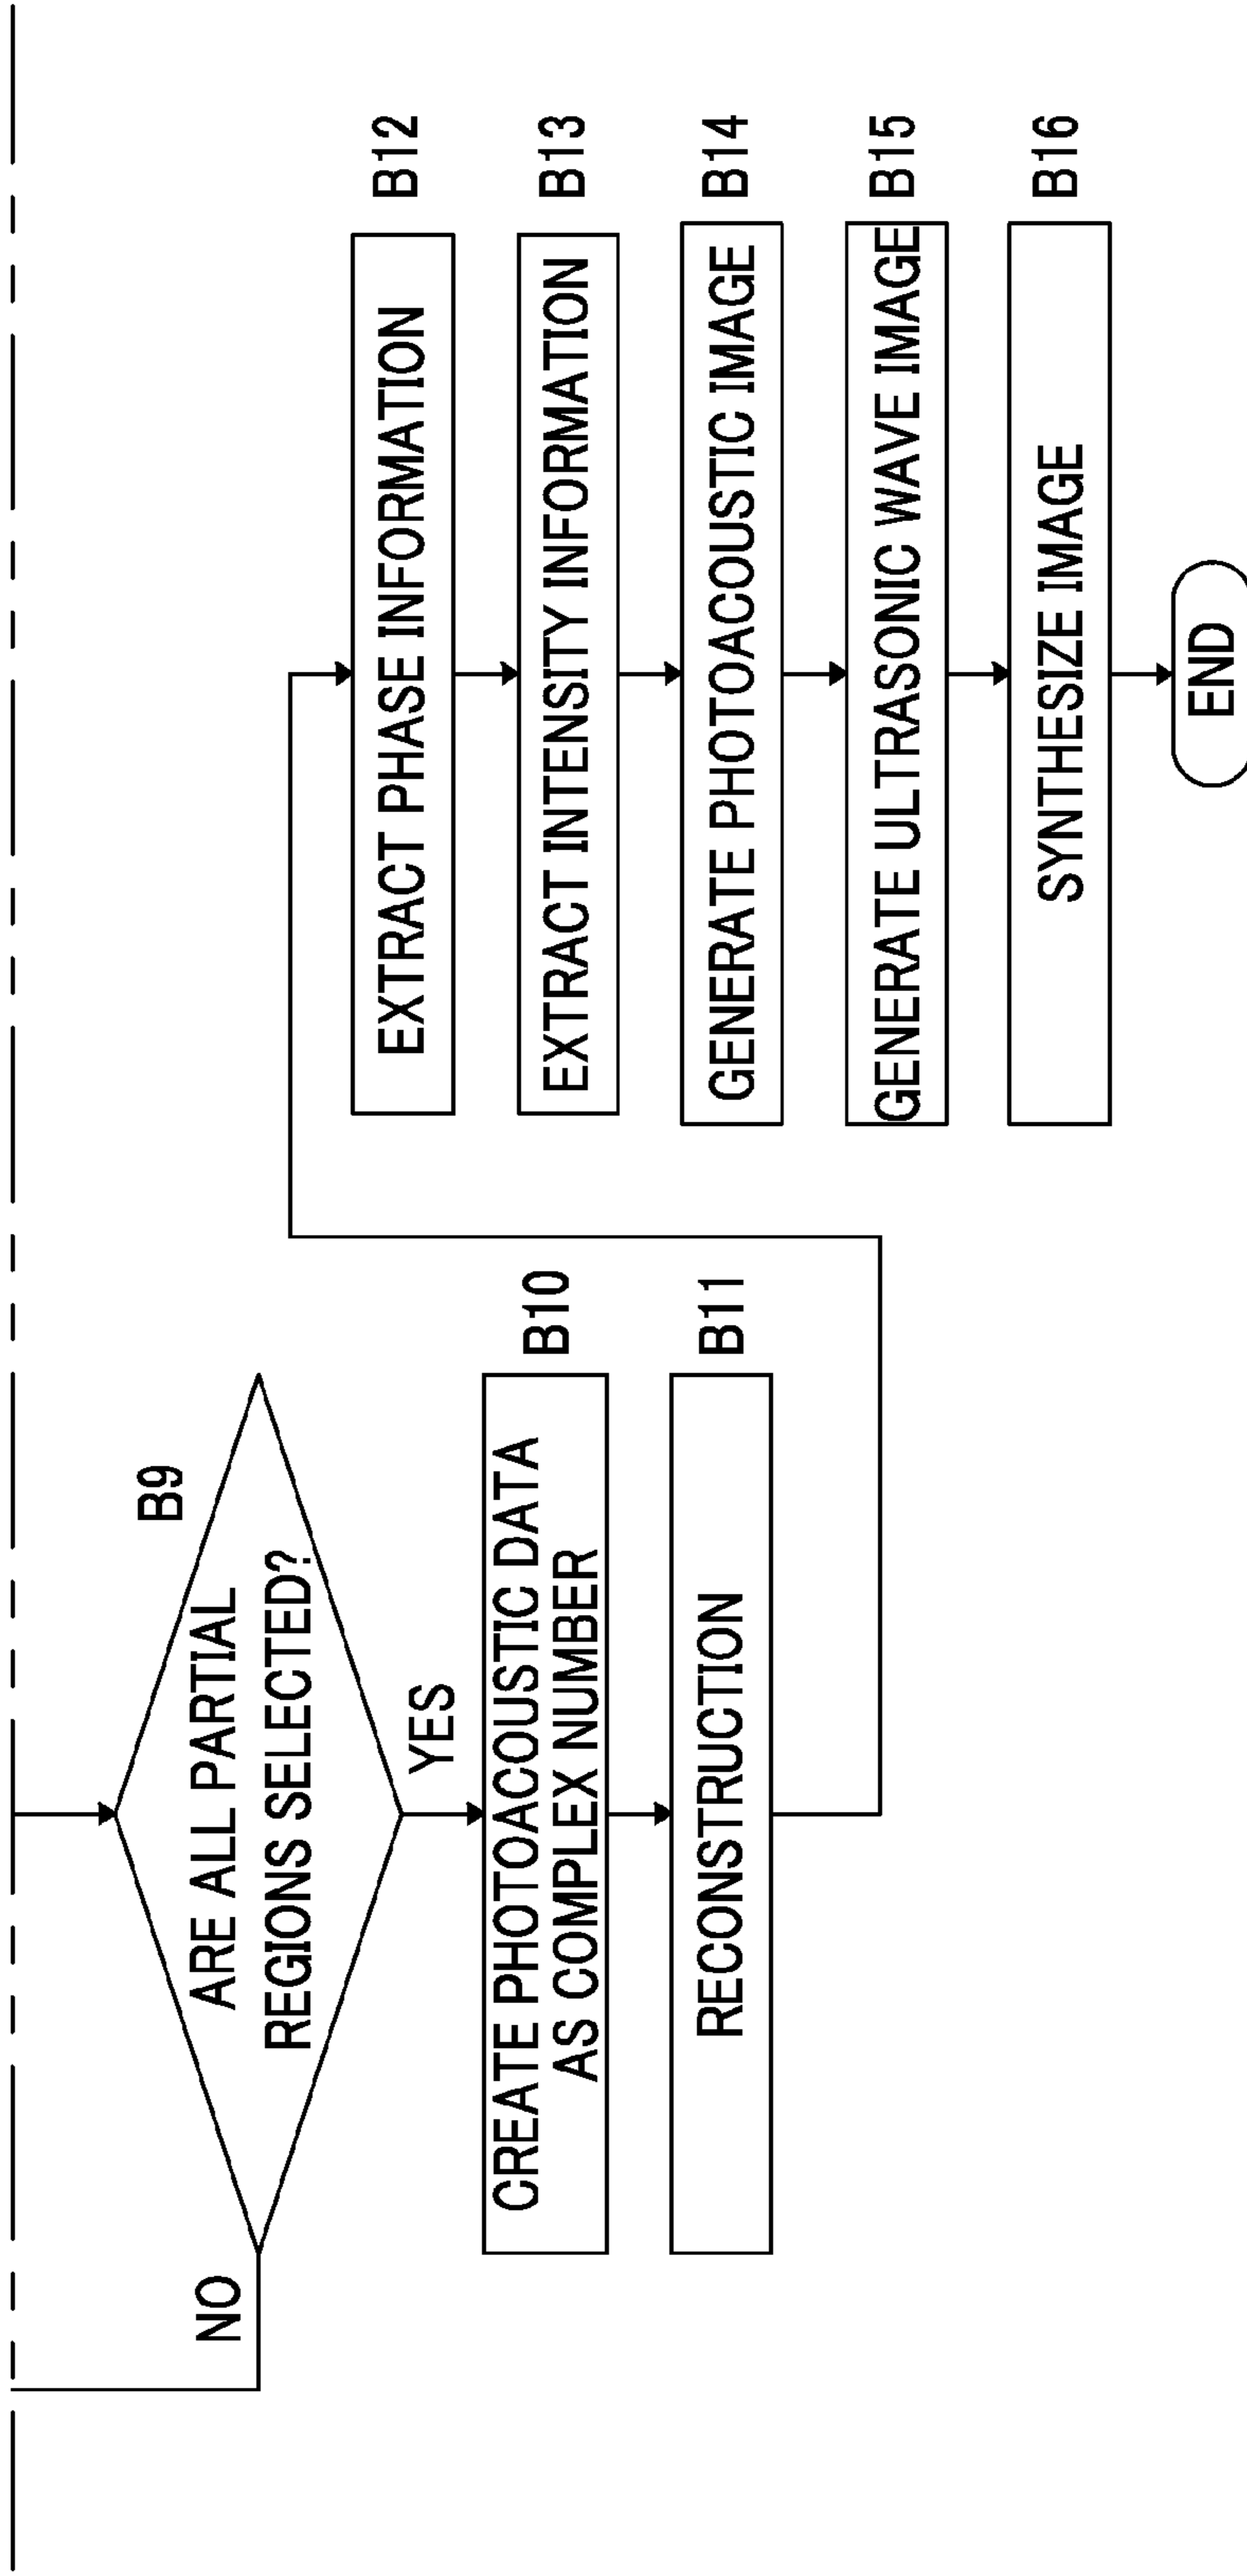 B9
ARE ALL PARTIAL
REGIONS SELECTED?
NO
YES
CREATE PHOTOACOUSTIC DATA
AS COMPLEX NUMBER
B10
RECONSTRUCTION
B11
EXTRACT PHASE INFORMATION
B12
EXTRACT INTENSITY INFORMATION
B13
GENERATE PHOTOACOUSTIC IMAGE
B14
GENERATE ULTRASONIC WAVE IMAGE
B15
SYNTHESIZE IMAGE
B16
END